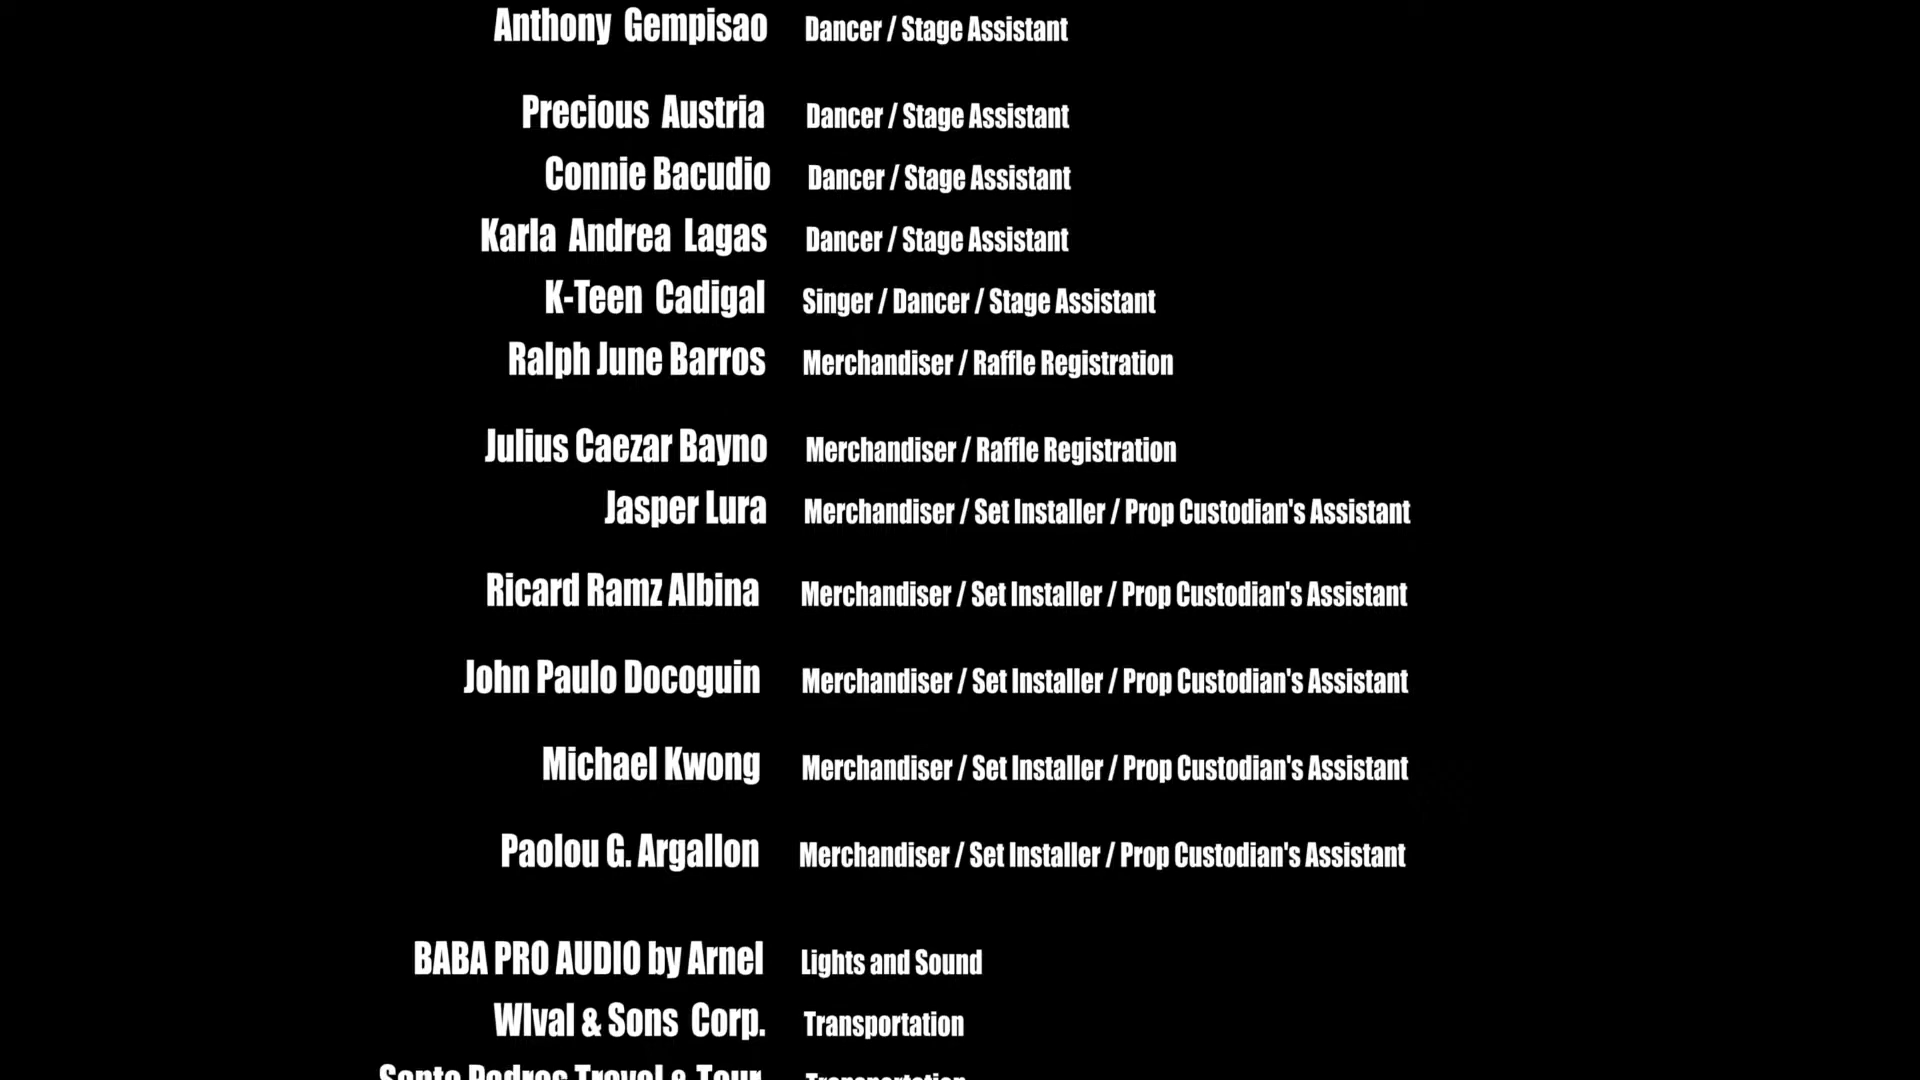 Anthony Gempisao Dancer / Stage Assistant
Precious Austria Dancer / Stage Assistant
Connie Bacudio Dancer / Stage Assistant
Karla Andrea Lagas Dancer / Stage Assistant
K-Teen Cadigal Singer / Dancer / Stage Assistant
Ralph June Barros Merchandiser / Raffle Registration
Julius Caezar Bayno Merchandiser / Raffle Registration
Jasper Lura Merchandiser / Set Installer / Prop Custodian's Assistant
Ricard Ramz Albina Merchandiser / Set Installer / Prop Custodian's Assistant
John Paulo Docoguin Merchandiser / Set Installer / Prop Custodian's Assistant
Michael Kwong Merchandiser / Set Installer / Prop Custodian's Assistant
Paolou G. Argallon Merchandiser / Set Installer / Prop Custodian's Assistant
BABA PRO AUDIO by Arnel Lights and Sound
WIval & Sons Corp. Transportation
Travel & Tour Transportation